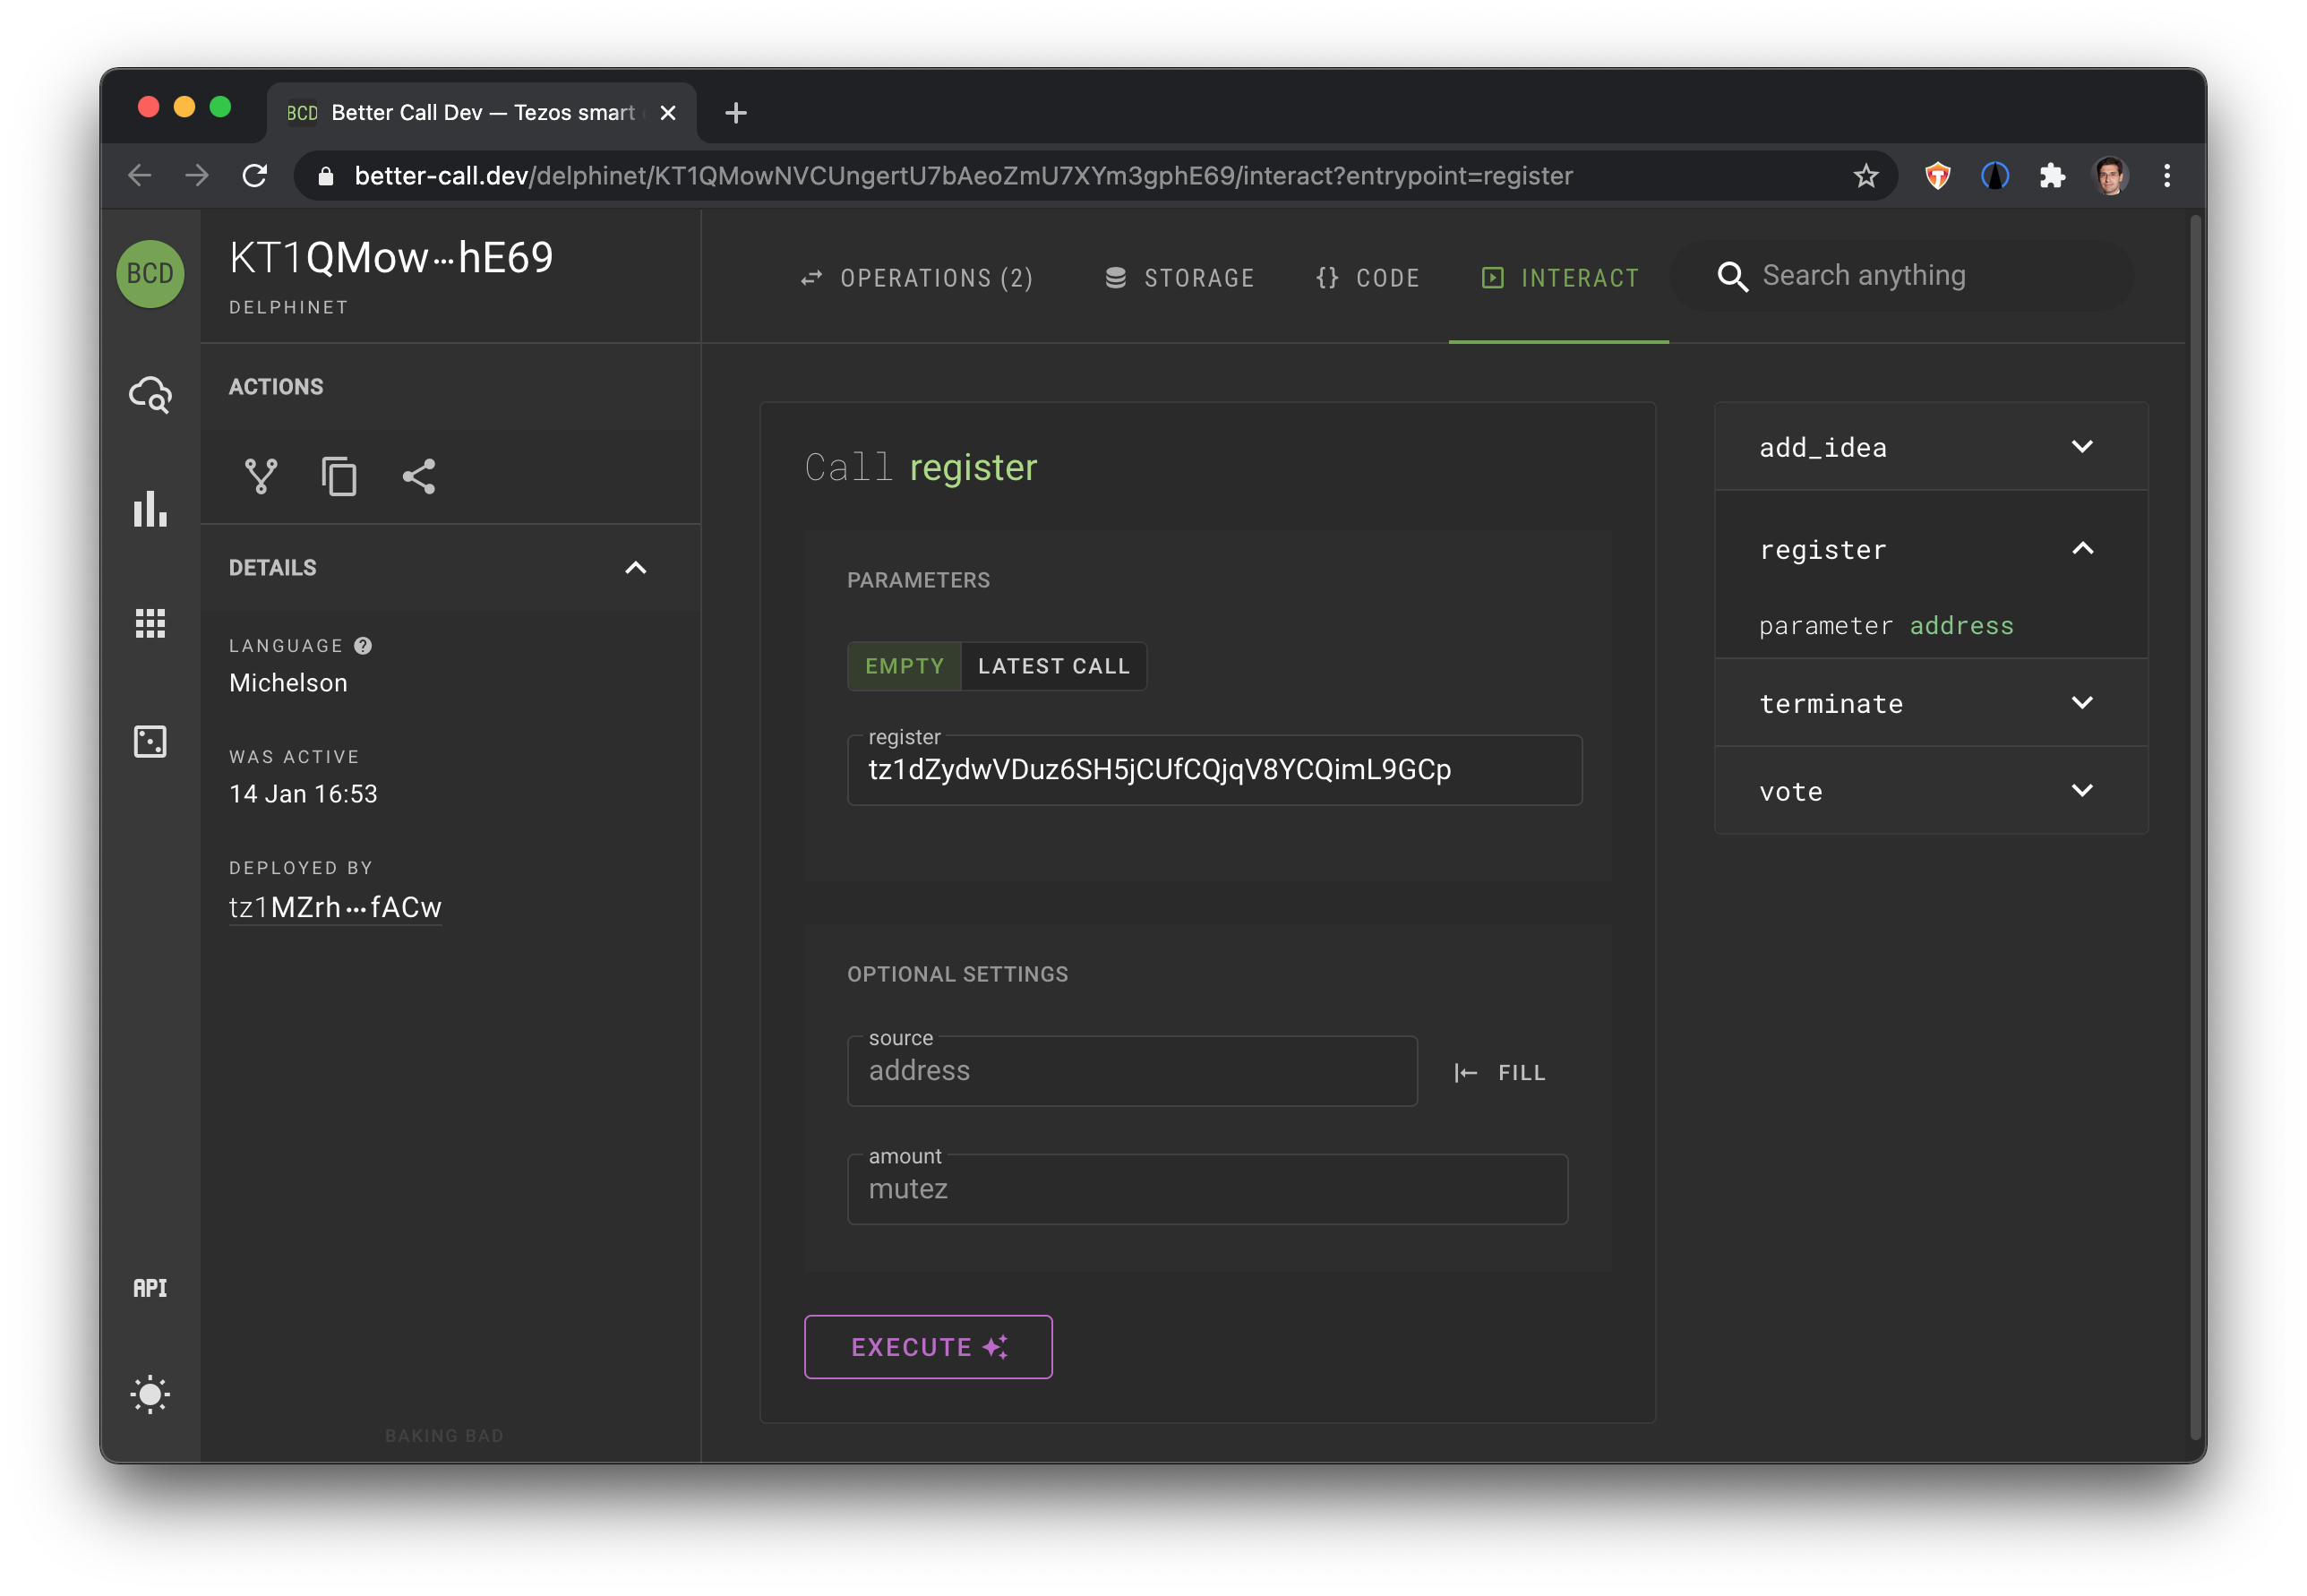 BCD Better Call Dev — Tezos smart
better-call.dev/delphinet/KT1QMowNVCUngertU7bAeoZmU7XYm3gphE69/interact?entrypoint=register
BCD
KT1QMow···hE69
DELPHINET
OPERATIONS (2)
STORAGE
{} CODE
INTERACT
Search anything
ACTIONS
DETAILS
LANGUAGE
Michelson
WAS ACTIVE
14 Jan 16:53
DEPLOYED BY
tz1MZrh···fACw
API
BAKING BAD
Call register
PARAMETERS
EMPTY
LATEST CALL
register
tz1dZydwVDuz6SH5jCUfCQjqV8YCQimL9GCp
OPTIONAL SETTINGS
source
address
FILL
amount
mutez
EXECUTE
add_idea
register
parameter address
terminate
vote